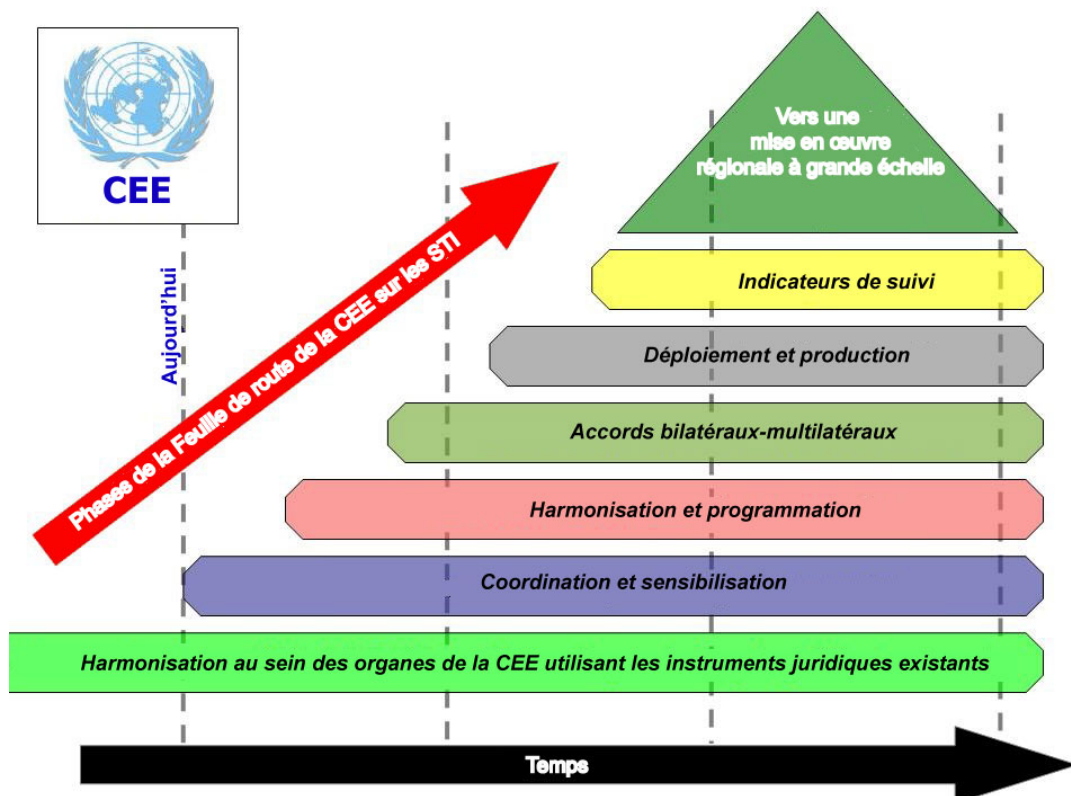 CEE
Aujourd'hui
Phases de la Feuille de route de la CEE sur les STI
Vers une
mise en œuvre
régionale à grande échelle
Indicateurs de suivi
Déploiement et production
Accords bilatéraux-multilatéraux
Harmonisation et programmation
Coordination et sensibilisation
Harmonisation au sein des organes de la CEE utilisant les instruments juridiques existants
Temps